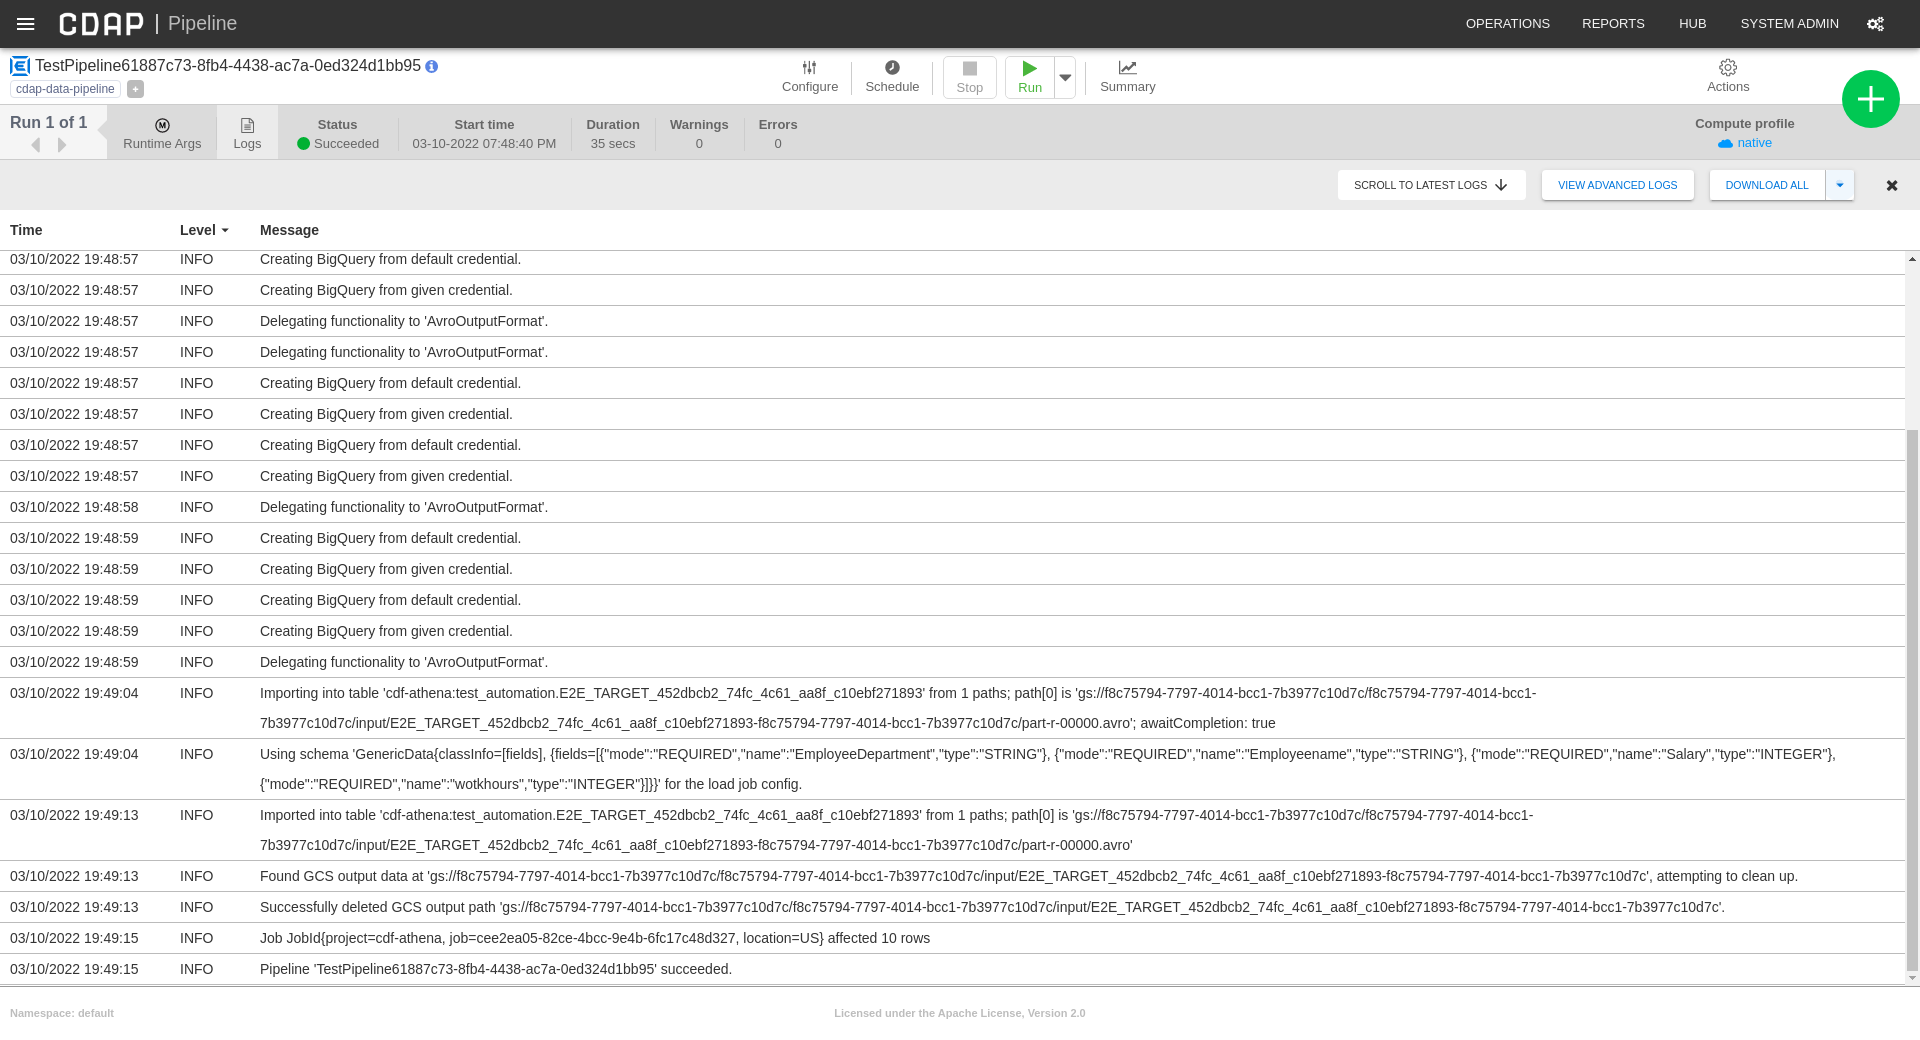 CDAP | Pipeline OPERATIONS REPORTS HUB SYSTEM ADMIN
TestPipeline61887c73-8fb4-4438-ac7a-0ed324d1bb95
cdap-data-pipeline +
Configure Schedule Stop Run Summary Actions
Run 1 of 1
Runtime Args Logs
Status Start time Duration Warnings Errors Compute profile
Succeeded 03-10-2022 07:48:40 PM 35 secs 0 0 native
SCROLL TO LATEST LOGS VIEW ADVANCED LOGS DOWNLOAD ALL
Time Level Message
03/10/2022 19:48:57 INFO Creating BigQuery from default credential.
03/10/2022 19:48:57 INFO Creating BigQuery from given credential.
03/10/2022 19:48:57 INFO Delegating functionality to 'AvroOutputFormat'.
03/10/2022 19:48:57 INFO Delegating functionality to 'AvroOutputFormat'.
03/10/2022 19:48:57 INFO Creating BigQuery from default credential.
03/10/2022 19:48:57 INFO Creating BigQuery from given credential.
03/10/2022 19:48:57 INFO Creating BigQuery from default credential.
03/10/2022 19:48:57 INFO Creating BigQuery from given credential.
03/10/2022 19:48:58 INFO Delegating functionality to 'AvroOutputFormat'.
03/10/2022 19:48:59 INFO Creating BigQuery from default credential.
03/10/2022 19:48:59 INFO Creating BigQuery from given credential.
03/10/2022 19:48:59 INFO Creating BigQuery from default credential.
03/10/2022 19:48:59 INFO Creating BigQuery from given credential.
03/10/2022 19:48:59 INFO Delegating functionality to 'AvroOutputFormat'.
03/10/2022 19:49:04 INFO Importing into table 'cdf-athena:test_automation.E2E_TARGET_452dbcb2_74fc_4c61_aa8f_c10ebf271893' from 1 paths; path[0] is 'gs://f8c75794-7797-4014-bcc1-7b3977c10d7c/f8c75794-7797-4014-bcc1-
7b3977c10d7c/input/E2E_TARGET_452dbcb2_74fc_4c61_aa8f_c10ebf271893-f8c75794-7797-4014-bcc1-7b3977c10d7c/part-r-00000.avro'; awaitCompletion: true
03/10/2022 19:49:04 INFO Using schema 'GenericData{classInfo=[fields], {fields=[{"mode":"REQUIRED","name":"EmployeeDepartment","type":"STRING"}, {"mode":"REQUIRED","name":"Employeename","type":"STRING"}, {"mode":"REQUIRED","name":"Salary","type":"INTEGER"},
{"mode":"REQUIRED","name":"wotkhours","type":"INTEGER"}]}}' for the load job config.
03/10/2022 19:49:13 INFO Imported into table 'cdf-athena:test_automation.E2E_TARGET_452dbcb2_74fc_4c61_aa8f_c10ebf271893' from 1 paths; path[0] is 'gs://f8c75794-7797-4014-bcc1-7b3977c10d7c/f8c75794-7797-4014-bcc1-
7b3977c10d7c/input/E2E_TARGET_452dbcb2_74fc_4c61_aa8f_c10ebf271893-f8c75794-7797-4014-bcc1-7b3977c10d7c/part-r-00000.avro'
03/10/2022 19:49:13 INFO Found GCS output data at 'gs://f8c75794-7797-4014-bcc1-7b3977c10d7c/f8c75794-7797-4014-bcc1-7b3977c10d7c/input/E2E_TARGET_452dbcb2_74fc_4c61_aa8f_c10ebf271893-f8c75794-7797-4014-bcc1-7b3977c10d7c', attempting to clean up.
03/10/2022 19:49:13 INFO Successfully deleted GCS output path 'gs://f8c75794-7797-4014-bcc1-7b3977c10d7c/f8c75794-7797-4014-bcc1-7b3977c10d7c/input/E2E_TARGET_452dbcb2_74fc_4c61_aa8f_c10ebf271893-f8c75794-7797-4014-bcc1-7b3977c10d7c'.
03/10/2022 19:49:15 INFO Job JobId{project=cdf-athena, job=cee2ea05-82ce-4bcc-9e4b-6fc17c48d327, location=US} affected 10 rows
03/10/2022 19:49:15 INFO Pipeline 'TestPipeline61887c73-8fb4-4438-ac7a-0ed324d1bb95' succeeded.
Namespace: default Licensed under the Apache License, Version 2.0